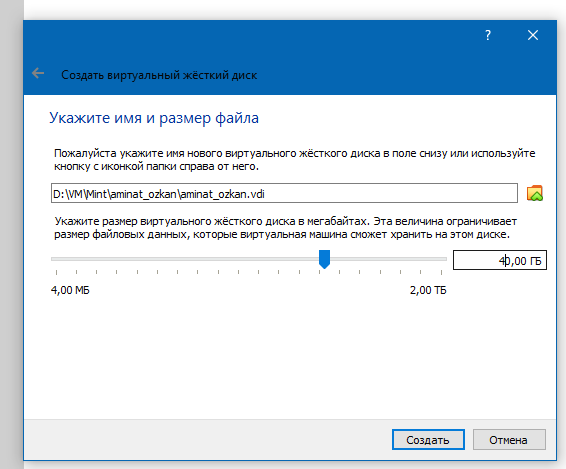 ?
Создать виртуальный жёсткий диск
Укажите имя и размер файла
Пожалуйста укажите имя нового виртуального жёсткого диска в поле снизу или используйте
кнопку с иконкой папки справа от него.
D:\VM\Mint\aminat_ozkan\aminat_ozkan.vdi
Укажите размер виртуального жёсткого диска в мегабайтах. Эта величина ограничивает
размер файловых данных, которые виртуальная машина сможет хранить на этом диске.
40,00 ГБ
4,00 МБ 2,00 ТБ
Создать Отмена